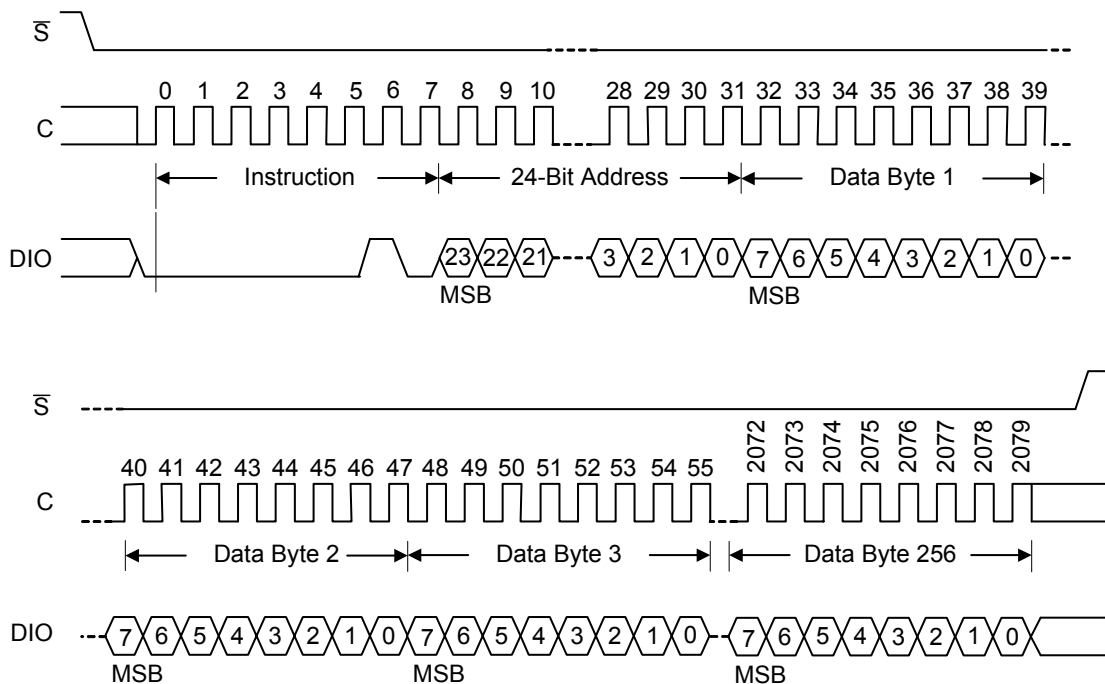 S̅
0 1 2 3 4 5 6 7 8 9 10 28 29 30 31 32 33 34 35 36 37 38 39
C
Instruction 24-Bit Address Data Byte 1
DIO 23 22 21 3 2 1 0 7 6 5 4 3 2 1 0
MSB MSB
S̅
2072 2073 2074 2075 2076 2077 2078 2079
40 41 42 43 44 45 46 47 48 49 50 51 52 53 54 55
C
Data Byte 2 Data Byte 3 Data Byte 256
DIO 7 6 5 4 3 2 1 0 7 6 5 4 3 2 1 0 7 6 5 4 3 2 1 0
MSB MSB MSB